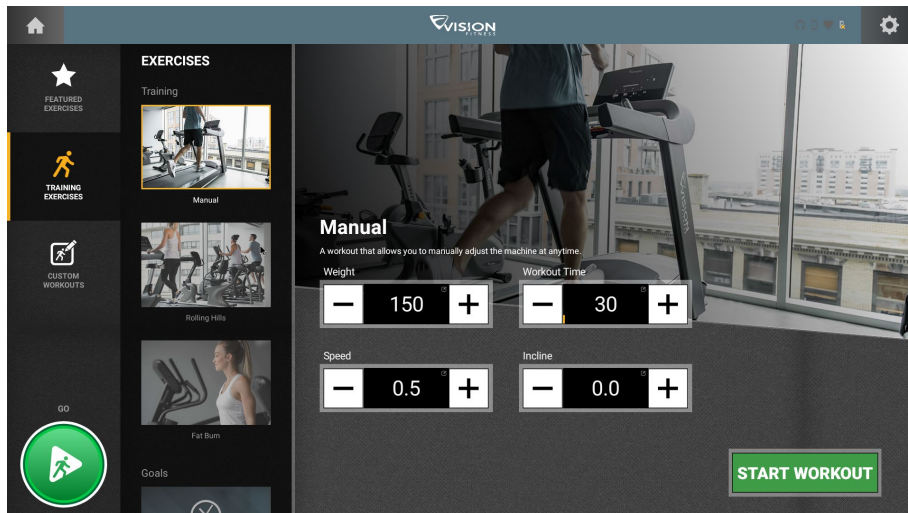 VISION
FITNESS
FEATURED
EXERCISES
TRAINING
EXERCISES
CUSTOM
WORKOUTS
GO
EXERCISES
Training
Manual
Rolling Hills
Fat Burn
Goals
Manual
A workout that allows you to manually adjust the machine at anytime.
Weight
150
Workout Time
30
Speed
0.5
Incline
0.0
START WORKOUT
VISION